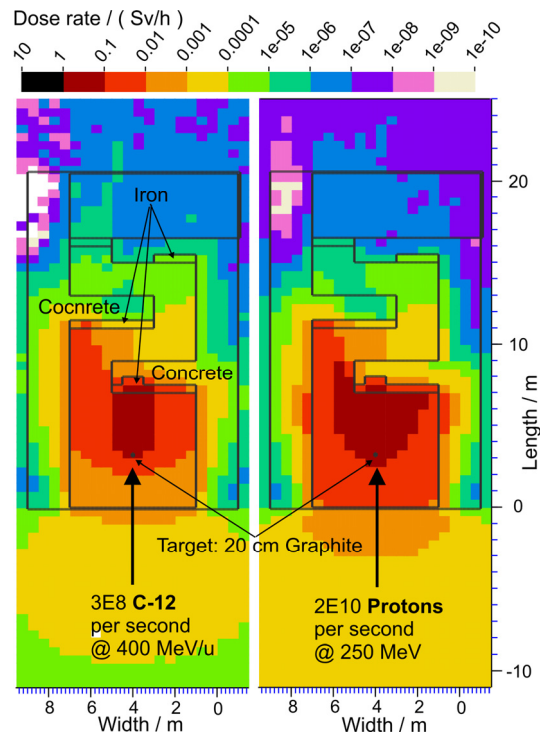 Dose rate / ( Sv/h )
10 1 0.1 0.01 0.001 0.0001 1e-05 1e-06 1e-07 1e-08 1e-09 1e-10
Iron
20
Cocnrete
10
Concrete
Length / m
0
Target: 20 cm Graphite
3E8 C-12
per second
@ 400 MeV/u
2E10 Protons
per second
@ 250 MeV
-10
8 6 4 2 0
8 6 4 2 0
Width / m
Width / m